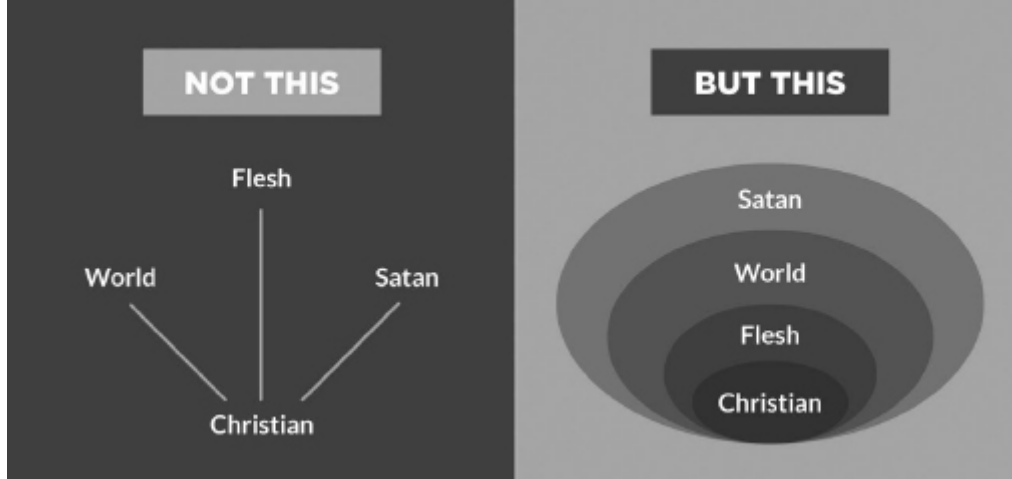 NOT THIS
Flesh
World
Satan
Christian
BUT THIS
Satan
World
Flesh
Christian